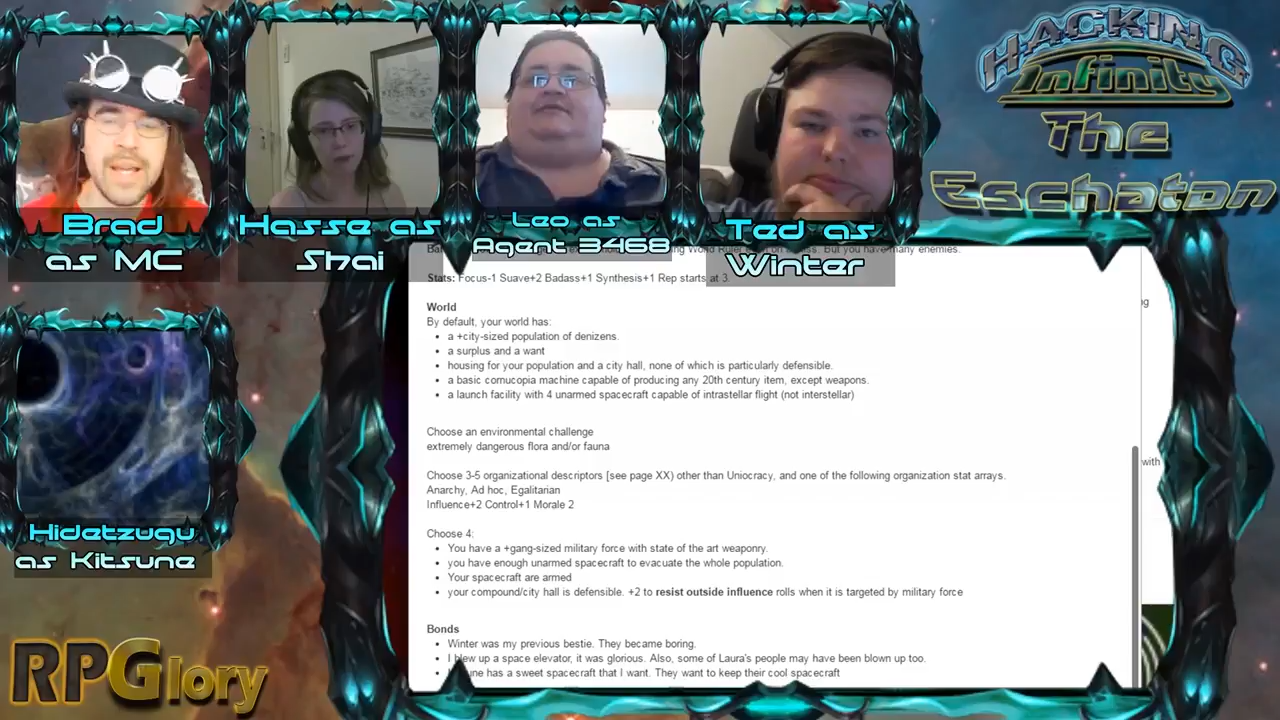 HACKING
Infinity
The
Eschaton
Brad
as MC
Hasse as
Shai
Leo as
Agent 3468
Ted as
Winter
Hidetzugu
as Kitsune
RPGlory
But you have many enemies.
Stats: Focus-1 Suave+2 Badass+1 Synthesis+1 Rep starts at 3.
World
By default, your world has:
• a +city-sized population of denizens.
• a surplus and a want
• housing for your population and a city hall, none of which is particularly defensible.
• a basic cornucopia machine capable of producing any 20th century item, except weapons.
• a launch facility with 4 unarmed spacecraft capable of intrastellar flight (not interstellar)
Choose an environmental challenge
extremely dangerous flora and/or fauna
Choose 3-5 organizational descriptors [see page XX) other than Uniocracy, and one of the following organization stat arrays.
Anarchy, Ad hoc, Egalitarian
Influence+2 Control+1 Morale 2
Choose 4:
• You have a +gang-sized military force with state of the art weaponry.
• you have enough unarmed spacecraft to evacuate the whole population.
• Your spacecraft are armed
• your compound/city hall is defensible. +2 to resist outside influence rolls when it is targeted by military force
Bonds
• Winter was my previous bestie. They became boring.
• I blew up a space elevator, it was glorious. Also, some of Laura's people may have been blown up too.
has a sweet spacecraft that I want. They want to keep their cool spacecraft
with